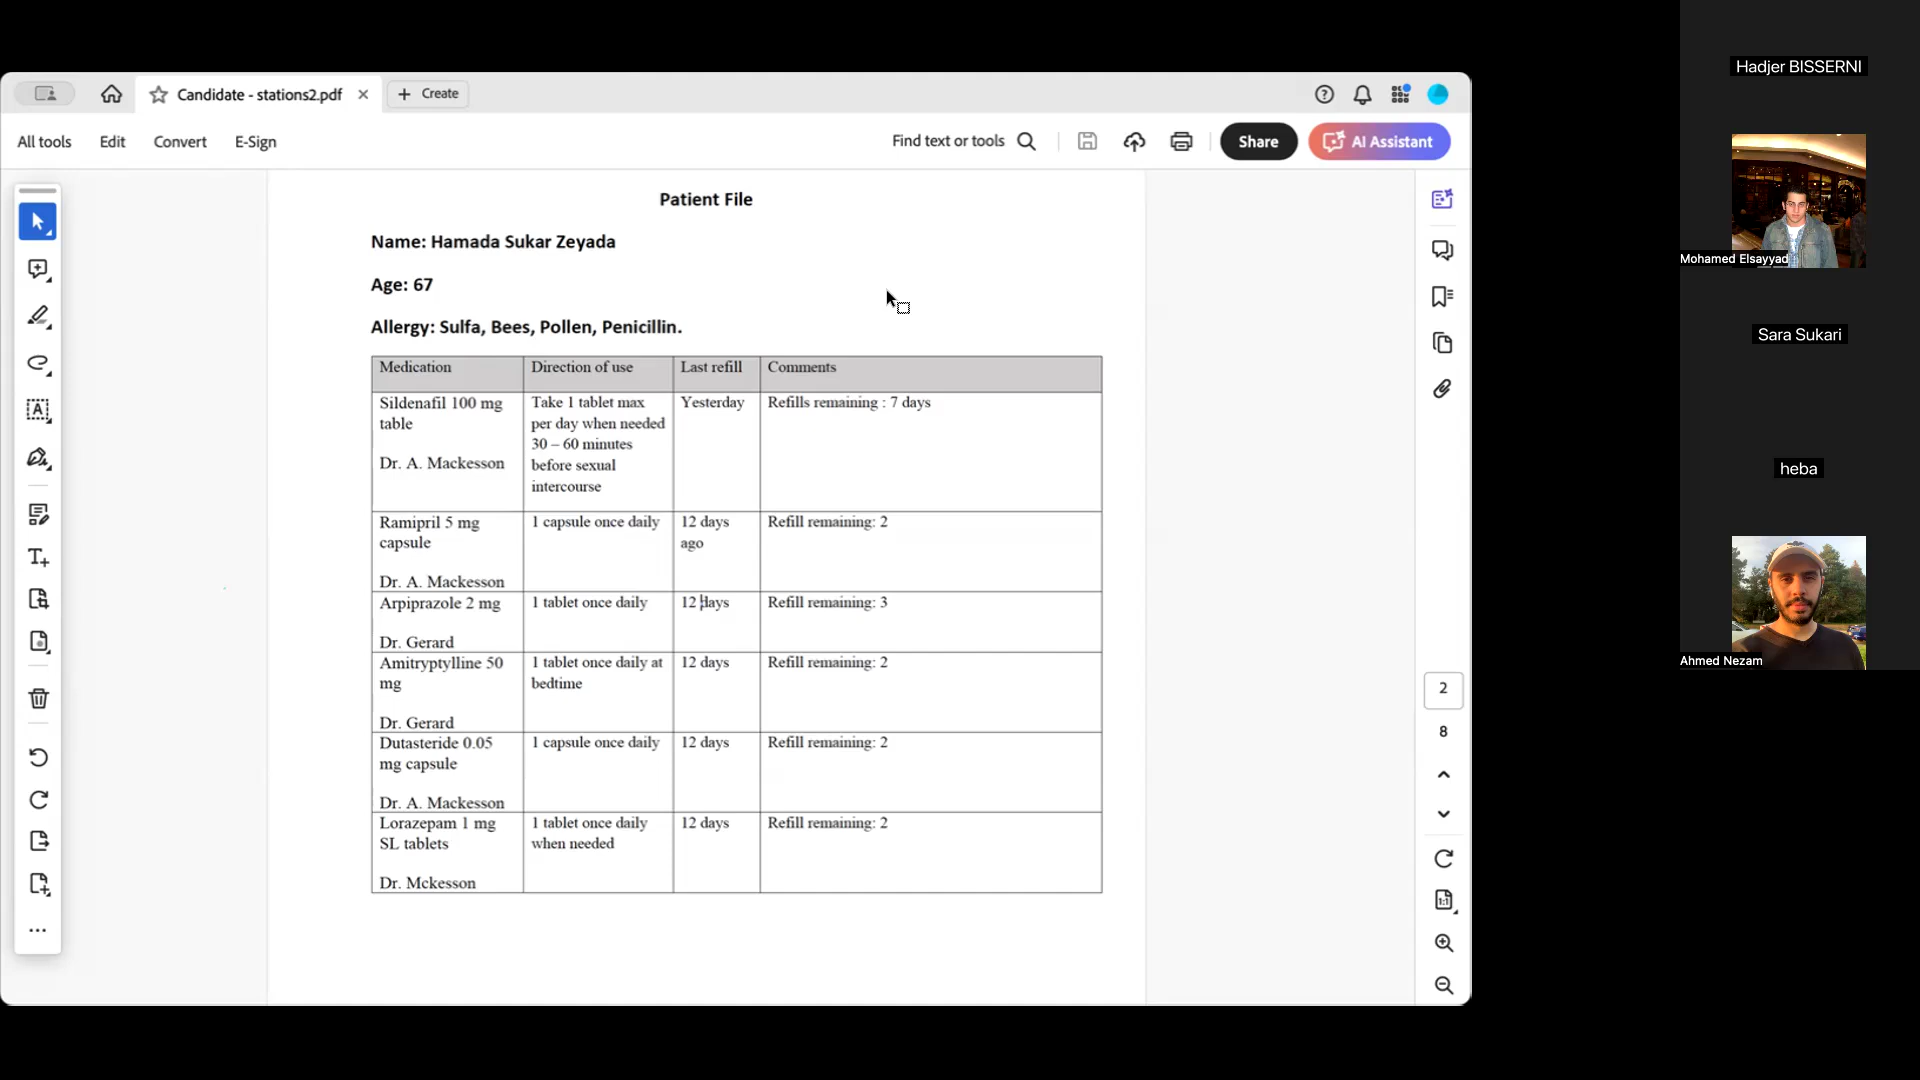 Candidate - stations2.pdf
Create
All tools
Edit
Convert
E-Sign
Find text or tools
Share
AI Assistant
Patient File
Name: Hamada Sukar Zeyada
Age: 67
Allergy: Sulfa, Bees, Pollen, Penicillin.
Medication
Direction of use
Last refill
Comments
Sildenafil 100 mg
table
Dr. A. Mackesson
Take 1 tablet max
per day when needed
30 – 60 minutes
before sexual
intercourse
Yesterday
Refills remaining : 7 days
Ramipril 5 mg
capsule
Dr. A. Mackesson
1 capsule once daily
12 days
ago
Refill remaining: 2
Arpiprazole 2 mg
Dr. Gerard
1 tablet once daily
12 days
Refill remaining: 3
Amitryptylline 50
mg
Dr. Gerard
1 tablet once daily at
bedtime
12 days
Refill remaining: 2
Dutasteride 0.05
mg capsule
Dr. A. Mackesson
1 capsule once daily
12 days
Refill remaining: 2
Lorazepam 1 mg
SL tablets
Dr. Mckesson
1 tablet once daily
when needed
12 days
Refill remaining: 2
2
8
Hadjer BISSERNI
Mohamed Elsayyad
Sara Sukari
heba
Ahmed Nezam